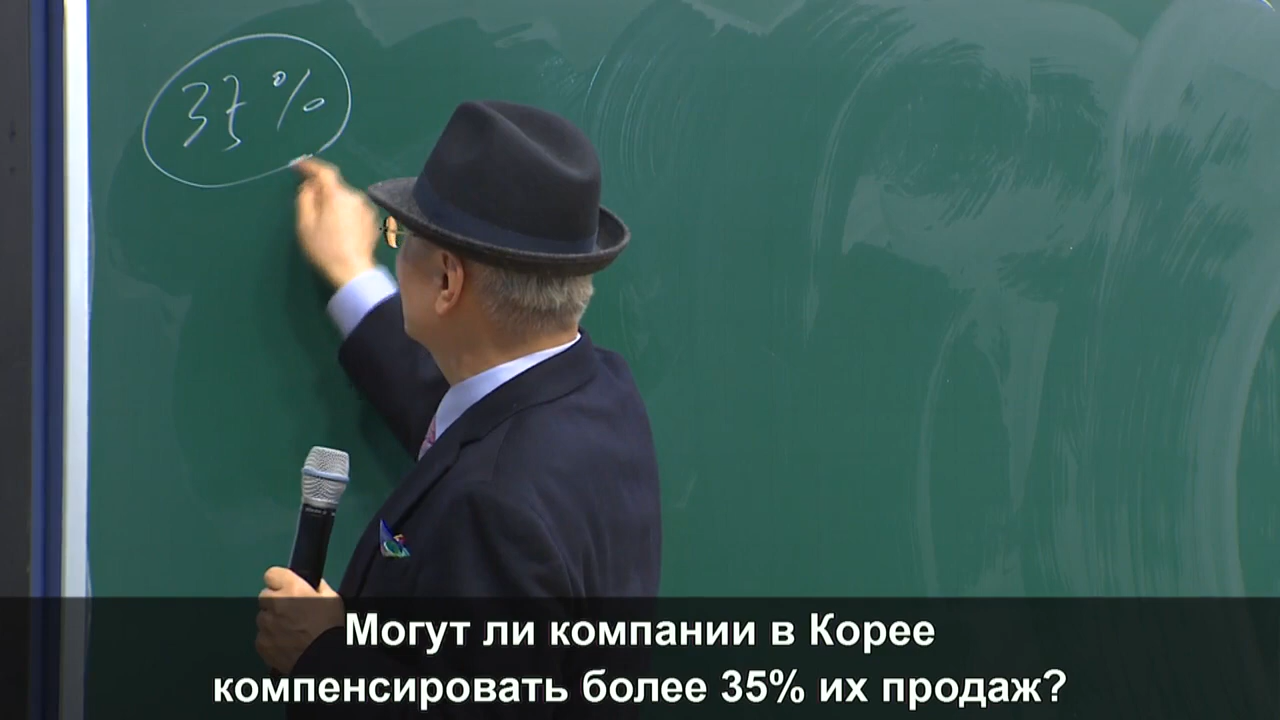 35%
Могут ли компании в Корее
компенсировать более 35% их продаж?